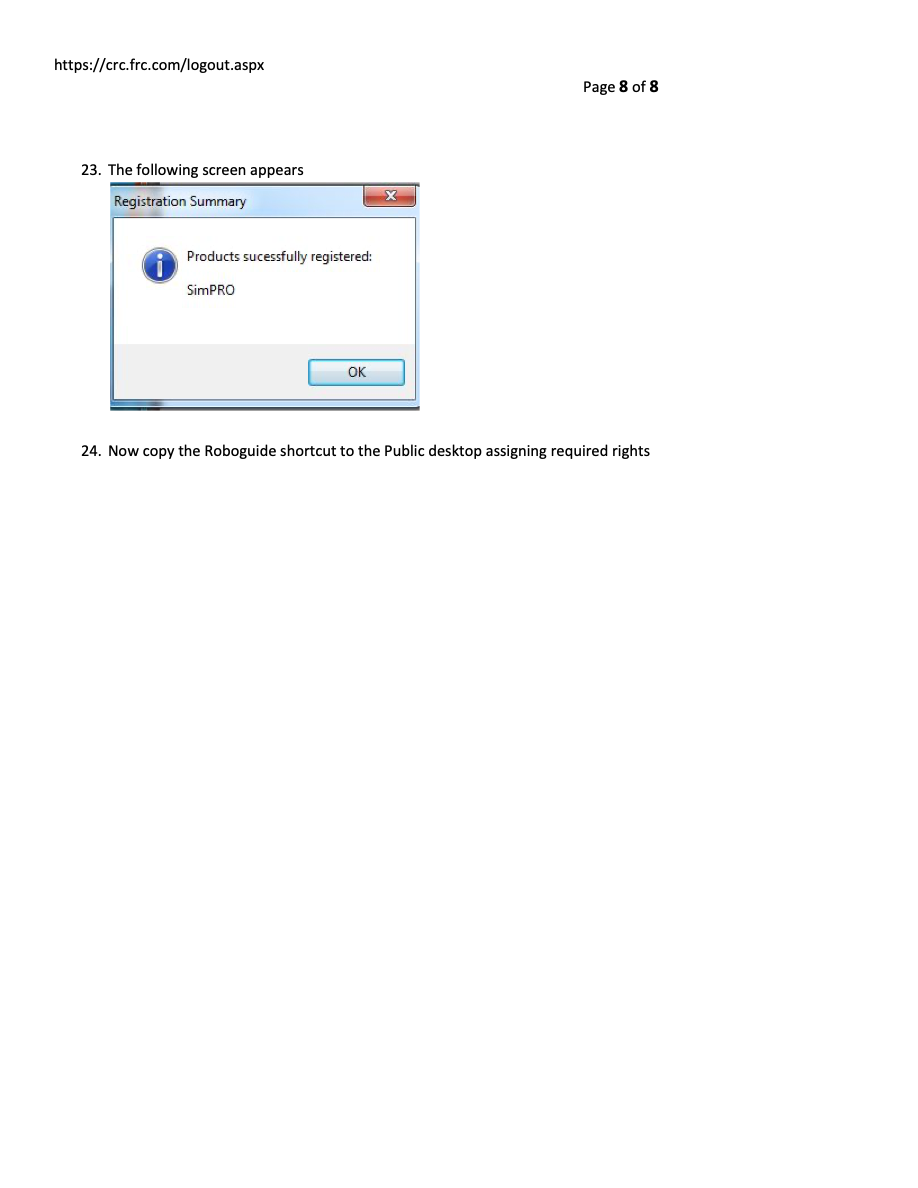 https://crc.frc.com/logout.aspx
Page 8 of 8
23. The following screen appears
Registration Summary
Products sucessfully registered:
SimPRO
OK
24. Now copy the Roboguide shortcut to the Public desktop assigning required rights